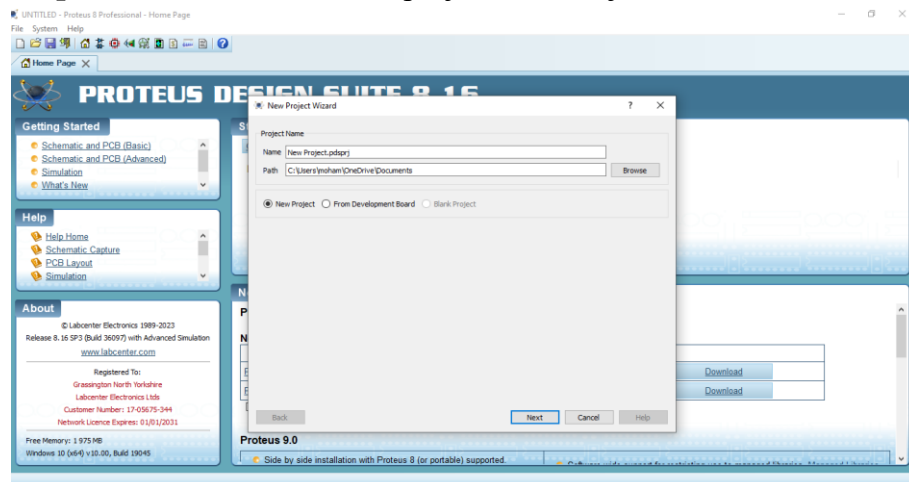 UNTITLED - Proteus 8 Professional - Home Page
File System Help
Home Page
PROTEUS DESIGN SUITE 8.16
Getting Started
Schematic and PCB (Basic)
Schematic and PCB (Advanced)
Simulation
What's New
Help
Help Home
Schematic Capture
PCB Layout
Simulation
About
© Labcenter Electronics 1989-2023
Release 8.16 SP3 (Build 36097) with Advanced Simulation
www.labcenter.com
Registered To:
Grassington North Yorkshire
Labcenter Electronics Ltds
Customer Number: 17-05675-344
Network Licence Expires: 01/01/2031
Free Memory: 1 975 MB
Windows 10 (x64) v10.00, Build 19045
New Project Wizard
? X
Project Name
Name New Project.pdsprj
Path C:\Users\moham\OneDrive\Documents Browse
New Project From Development Board Blank Project
Back Next Cancel Help
Download
Download
Proteus 9.0
Side by side installation with Proteus 8 (or portable) supported.